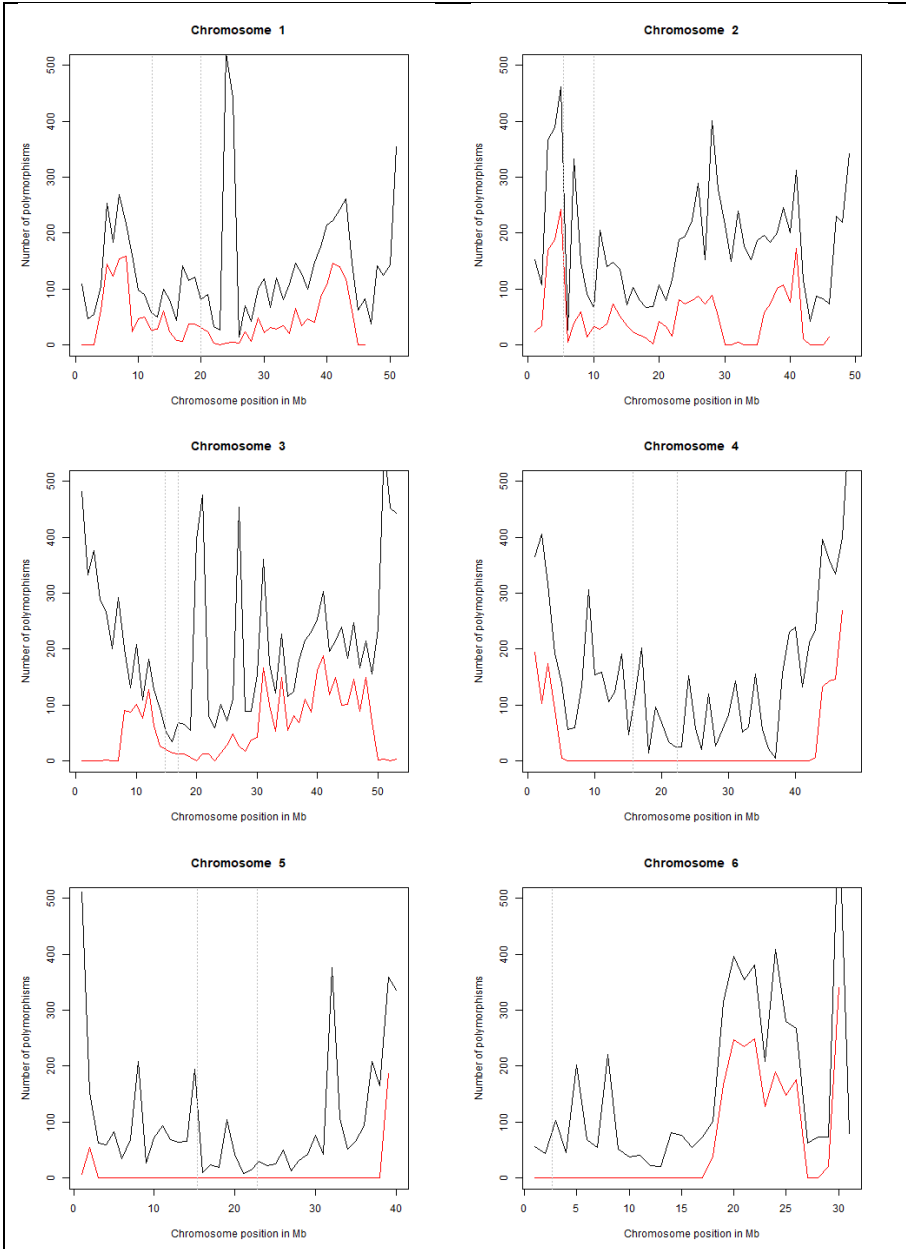 Chromosome 1
Number of polymorphisms
500
400
300
200
100
0
0 10 20 30 40 50
Chromosome position in Mb
Chromosome 2
Number of polymorphisms
500
400
300
200
100
0
0 10 20 30 40 50
Chromosome position in Mb
Chromosome 3
Number of polymorphisms
500
400
300
200
100
0
0 10 20 30 40 50
Chromosome position in Mb
Chromosome 4
Number of polymorphisms
500
400
300
200
100
0
0 10 20 30 40
Chromosome position in Mb
Chromosome 5
Number of polymorphisms
500
400
300
200
100
0
0 10 20 30 40
Chromosome position in Mb
Chromosome 6
Number of polymorphisms
500
400
300
200
100
0
0 5 10 15 20 25 30
Chromosome position in Mb